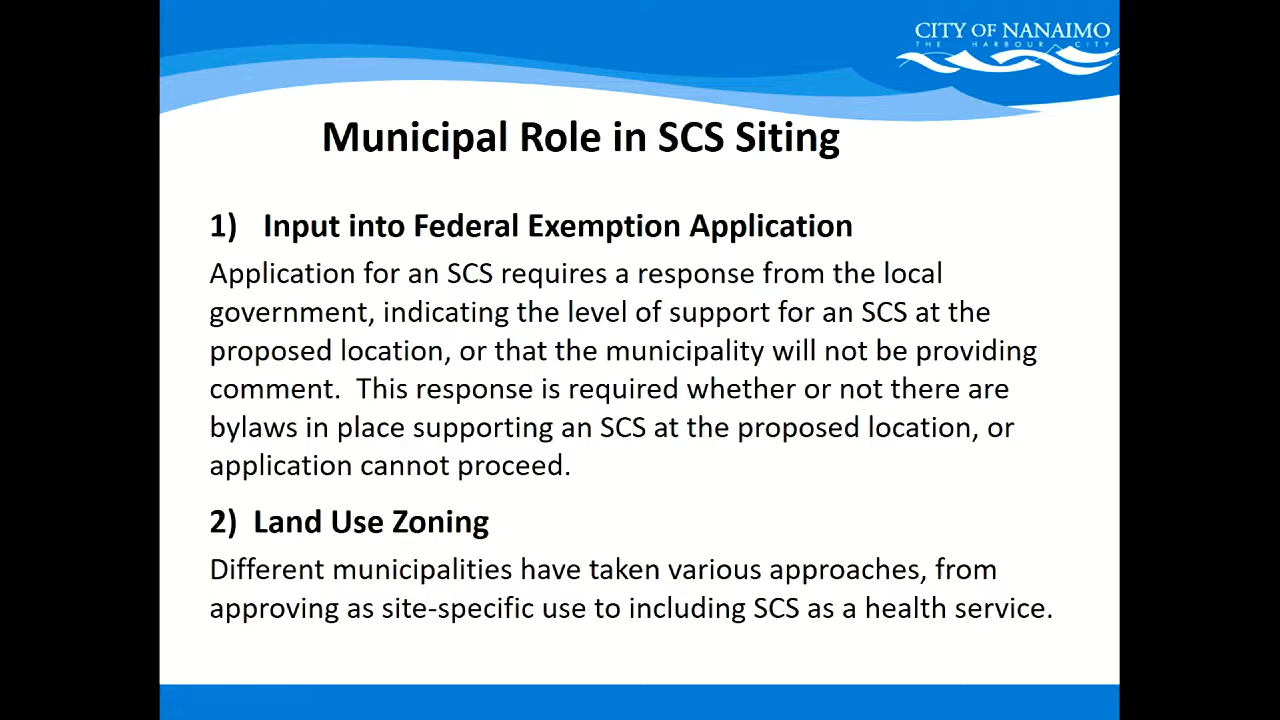 CITY OF NANAIMO
THE HARBOUR CITY
Municipal Role in SCS Siting
1) Input into Federal Exemption Application
Application for an SCS requires a response from the local
government, indicating the level of support for an SCS at the
proposed location, or that the municipality will not be providing
comment.  This response is required whether or not there are
bylaws in place supporting an SCS at the proposed location, or
application cannot proceed.
2) Land Use Zoning
Different municipalities have taken various approaches, from
approving as site-specific use to including SCS as a health service.